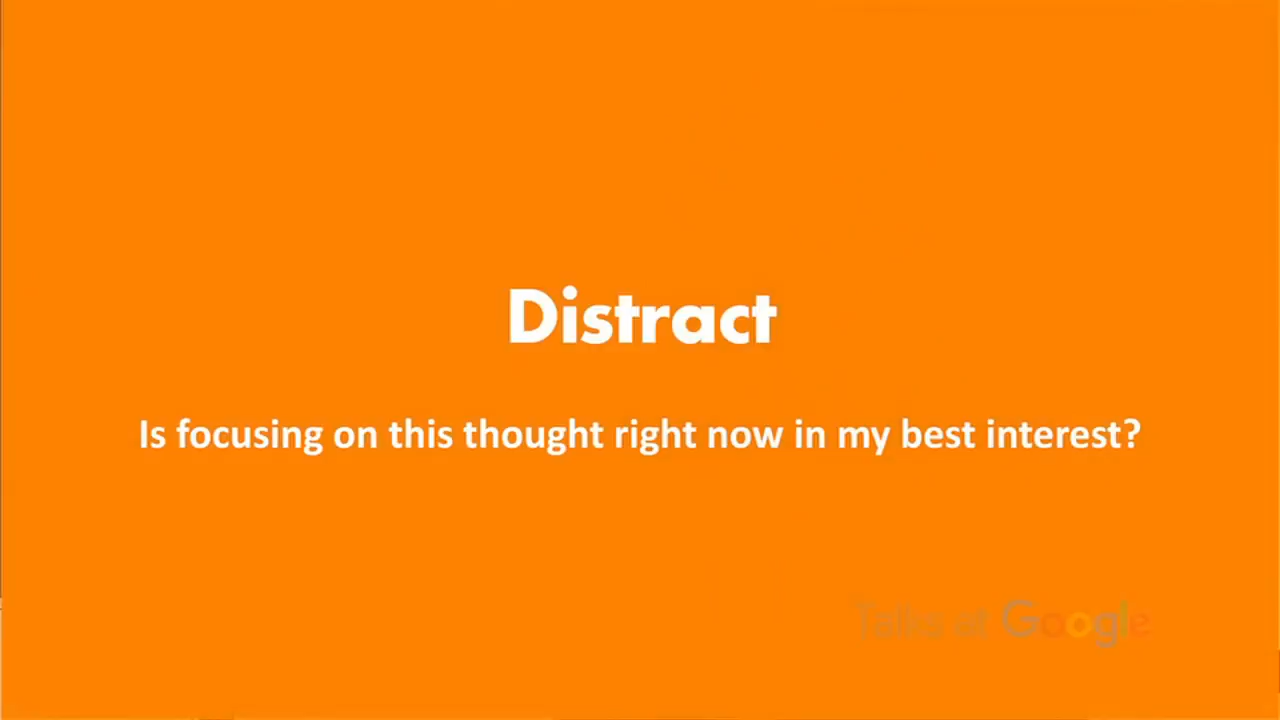 Distract
Is focusing on this thought right now in my best interest?
Talks at Google